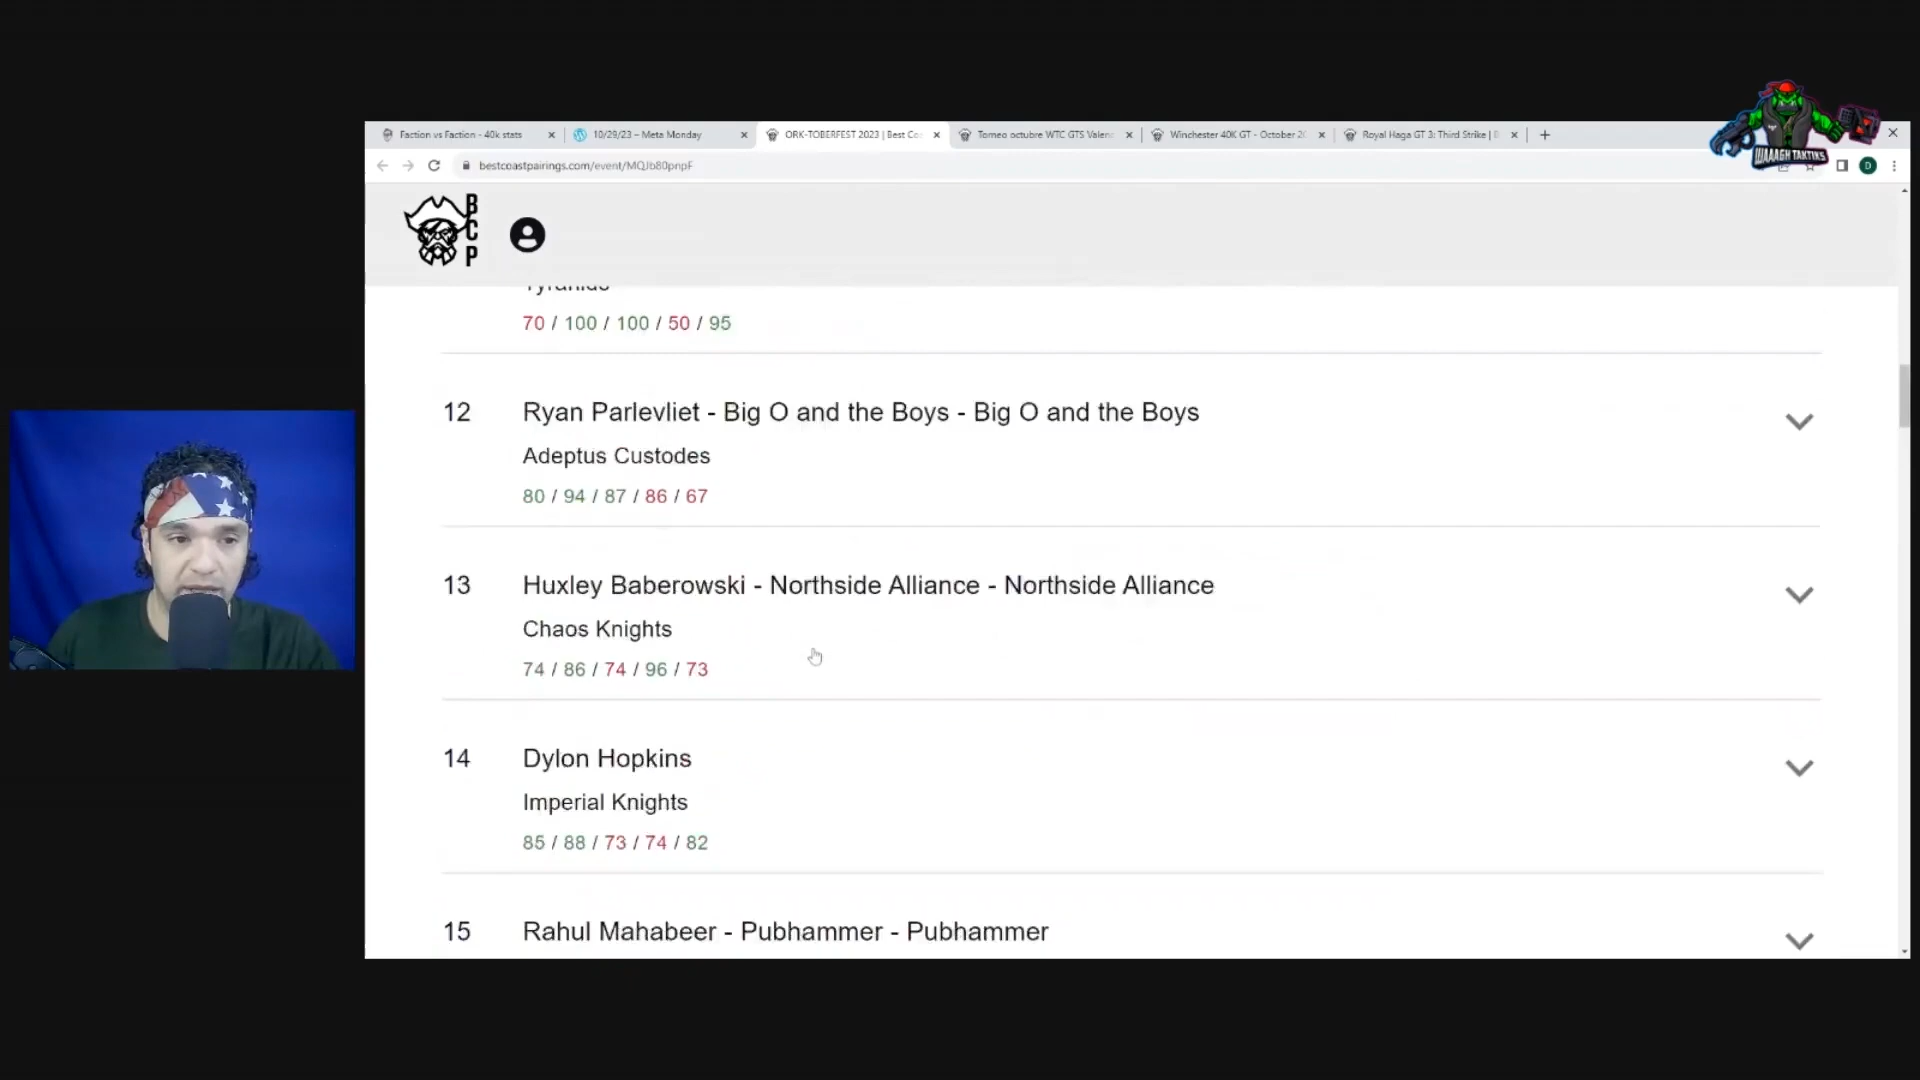 Faction vs Faction - 40k stats
10/29/23 – Meta Monday
ORK-TOBERFEST 2023 | Best Co
Torneo octubre WTC GTS Valen
Winchester 40K GT - October 20
Royal Haga GT 3: Third Strike | B
WAAAGH TAKTIKS
bestcoastpairings.com/event/MQJb80pnpF
D
BCP
Tyranids
70 / 100 / 100 / 50 / 95
12 Ryan Parlevliet - Big O and the Boys - Big O and the Boys
Adeptus Custodes
80 / 94 / 87 / 86 / 67
13 Huxley Baberowski - Northside Alliance - Northside Alliance
Chaos Knights
74 / 86 / 74 / 96 / 73
14 Dylon Hopkins
Imperial Knights
85 / 88 / 73 / 74 / 82
15 Rahul Mahabeer - Pubhammer - Pubhammer